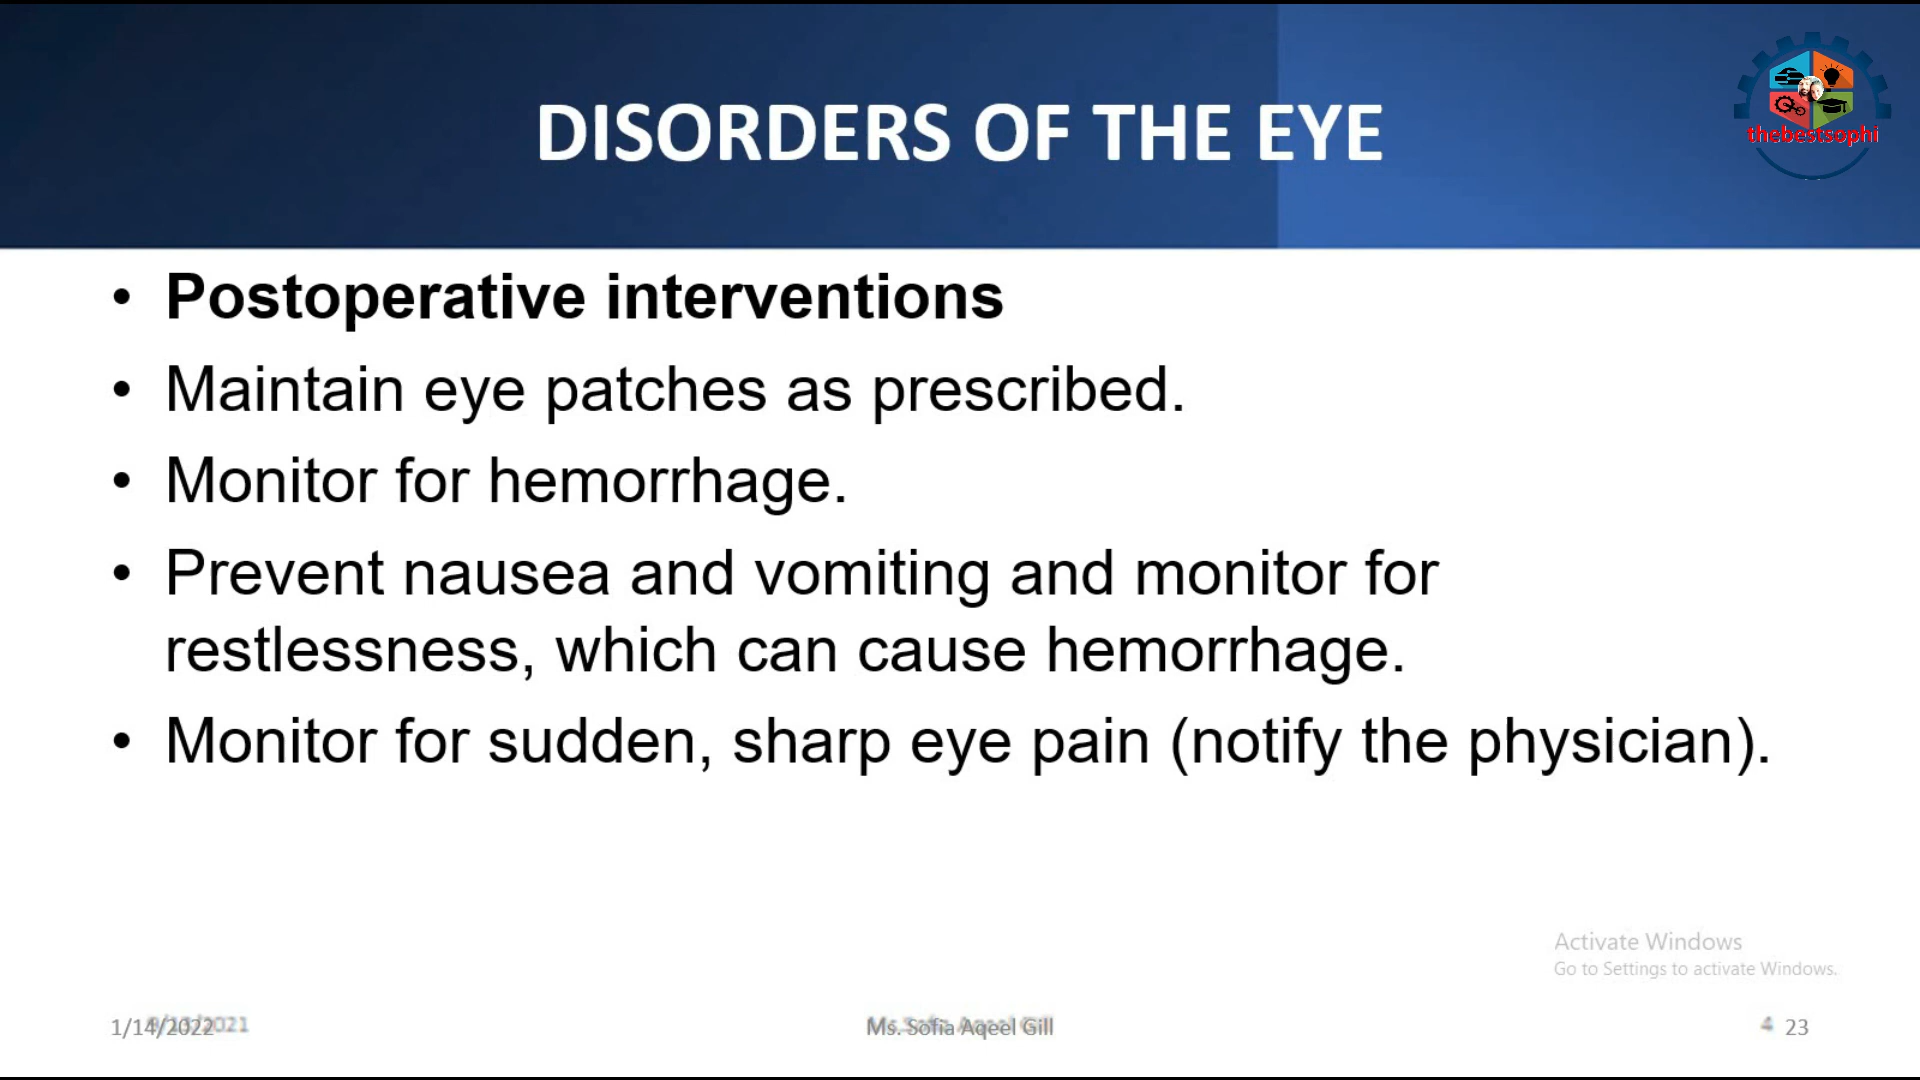 DISORDERS OF THE EYE
thebestsophi
• Postoperative interventions
• Maintain eye patches as prescribed.
• Monitor for hemorrhage.
• Prevent nausea and vomiting and monitor for
restlessness, which can cause hemorrhage.
• Monitor for sudden, sharp eye pain (notify the physician).
Activate Windows
Go to Settings to activate Windows.
1/14/2022
Ms. Sofia Aqeel Gill
4 23